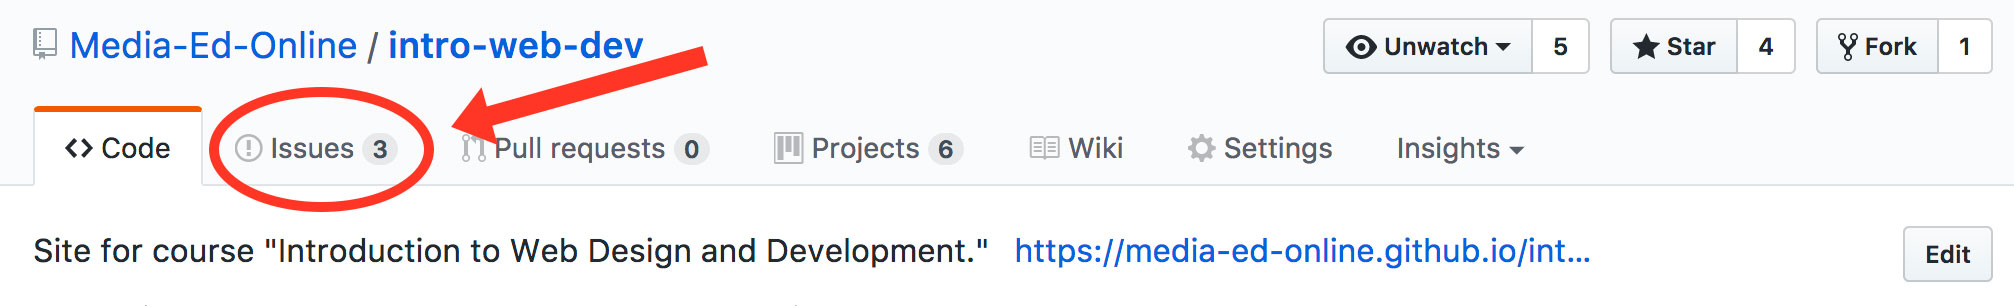 Media-Ed-Online / intro-web-dev
Unwatch 5 Star 4 Fork 1
Code Issues 3 Pull requests 0 Projects 6 Wiki Settings Insights
Site for course "Introduction to Web Design and Development." https://media-ed-online.github.io/int...
Edit